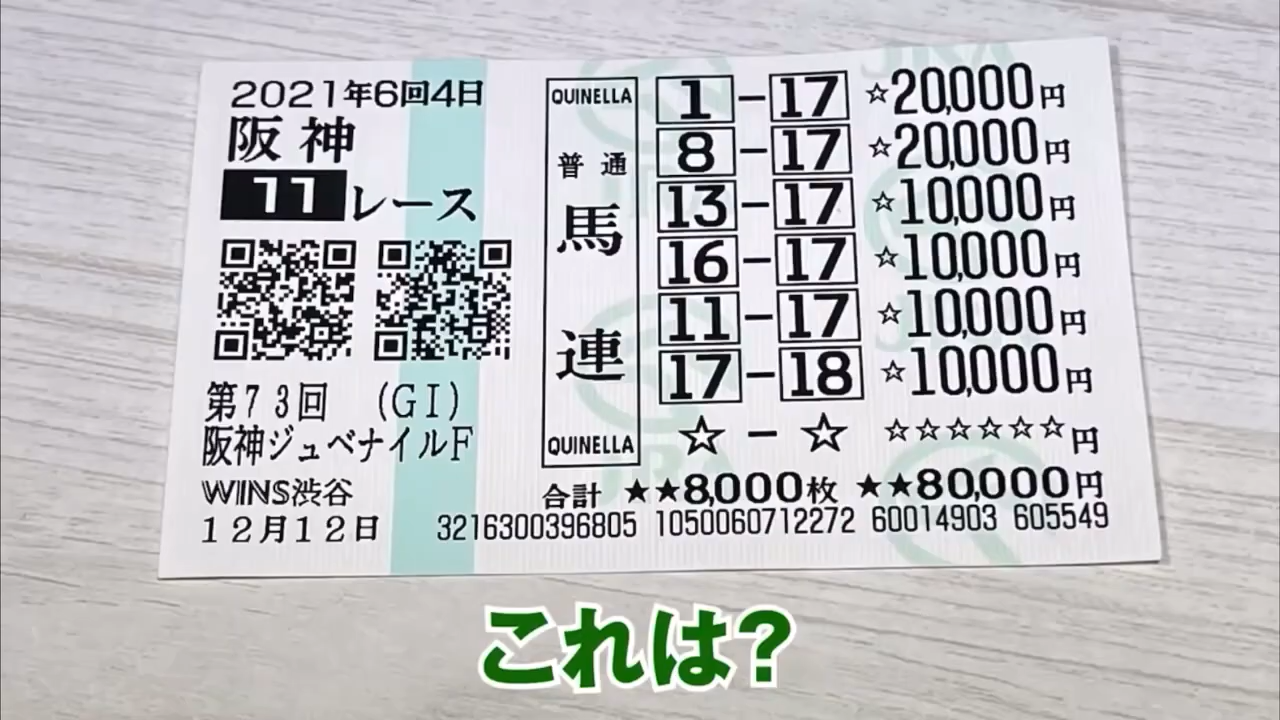 2021年6回4日
阪神
11レース
第73回 (GI)
阪神ジュベナイルF
WINS渋谷
12月12日
QUINELLA
普通
馬連
QUINELLA
1-17 ☆20,000円
8-17 ☆20,000円
13-17 ☆10,000円
16-17 ☆10,000円
11-17 ☆10,000円
17-18 ☆10,000円
☆-☆ ☆☆☆☆☆☆円
合計 ★★8,000枚 ★★80,000円
3216300396805 1050060712272 60014903 605549
これは?